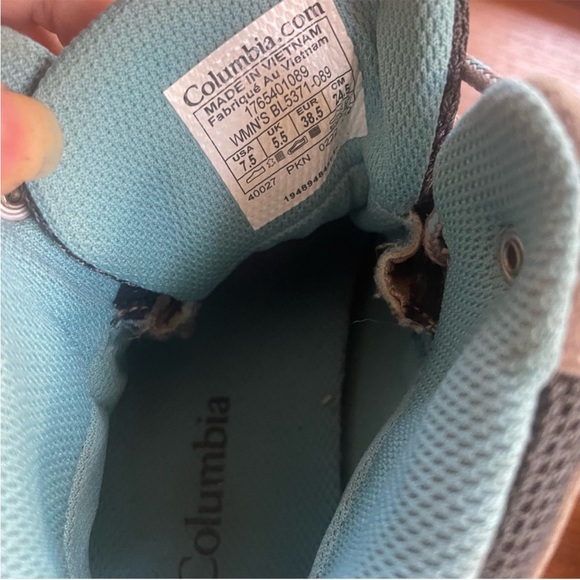 Columbia.com
MADE IN VIETNAM
Fabriqué Au Vietnam
1765401089
WMN'S BL5371-089
USA UK EUR CM
7.5 5.5 38.5 24.5
40027 PKN
Columbia